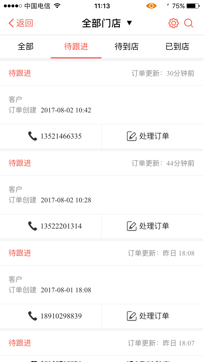 中国电信 11:13 75%
返回 全部门店 ▼
全部 待跟进 待到店 已到店
待跟进 订单更新: 30分钟前
客户
订单创建 2017-08-02 10:42
13521466335 处理订单
待跟进 订单更新: 44分钟前
客户
订单创建 2017-08-02 10:28
13522201314 处理订单
待跟进 订单更新: 昨日 18:08
客户
订单创建 2017-08-01 18:08
18910298839 处理订单
待跟进 订单更新: 昨日 18:07
客户